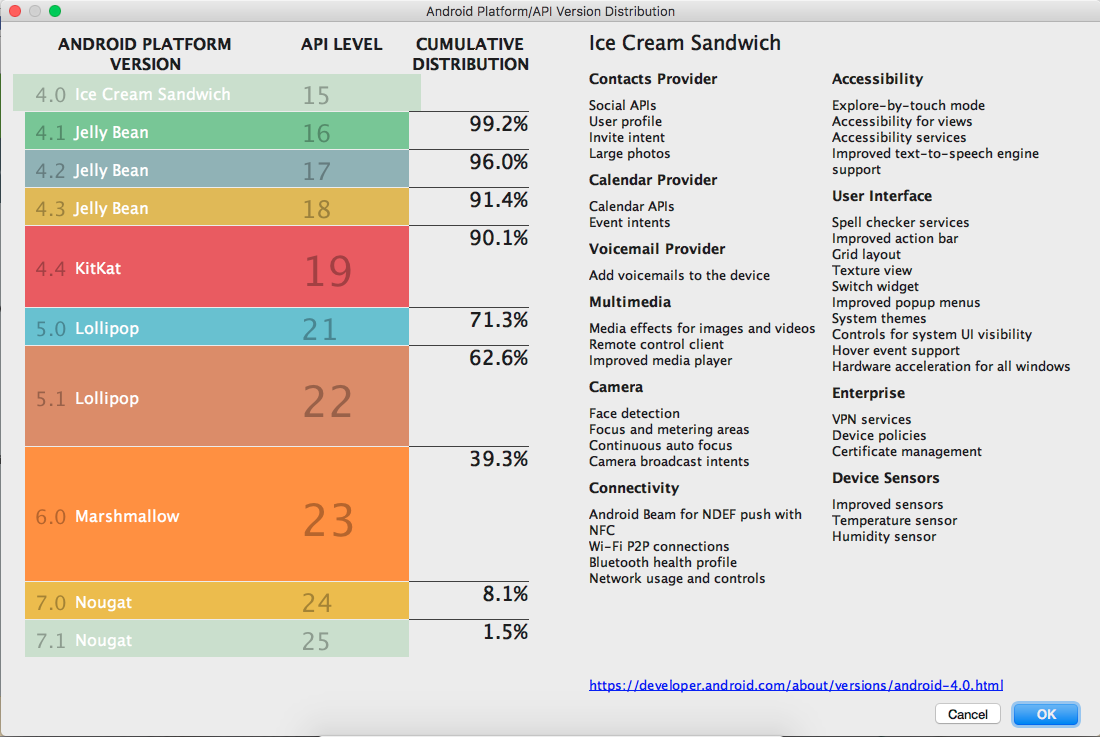 Android Platform/API Version Distribution
ANDROID PLATFORM
VERSION
API LEVEL
CUMULATIVE
DISTRIBUTION
4.0 Ice Cream Sandwich 15
99.2%
4.1 Jelly Bean 16
96.0%
4.2 Jelly Bean 17
91.4%
4.3 Jelly Bean 18
90.1%
4.4 KitKat 19
71.3%
5.0 Lollipop 21
62.6%
5.1 Lollipop 22
39.3%
6.0 Marshmallow 23
8.1%
7.0 Nougat 24
1.5%
7.1 Nougat 25
Ice Cream Sandwich
Contacts Provider
Social APIs
User profile
Invite intent
Large photos
Calendar Provider
Calendar APIs
Event intents
Voicemail Provider
Add voicemails to the device
Multimedia
Media effects for images and videos
Remote control client
Improved media player
Camera
Face detection
Focus and metering areas
Continuous auto focus
Camera broadcast intents
Connectivity
Android Beam for NDEF push with
NFC
Wi-Fi P2P connections
Bluetooth health profile
Network usage and controls
Accessibility
Explore-by-touch mode
Accessibility for views
Accessibility services
Improved text-to-speech engine
support
User Interface
Spell checker services
Improved action bar
Grid layout
Texture view
Switch widget
Improved popup menus
System themes
Controls for system UI visibility
Hover event support
Hardware acceleration for all windows
Enterprise
VPN services
Device policies
Certificate management
Device Sensors
Improved sensors
Temperature sensor
Humidity sensor
https://developer.android.com/about/versions/android-4.0.html
Cancel
OK